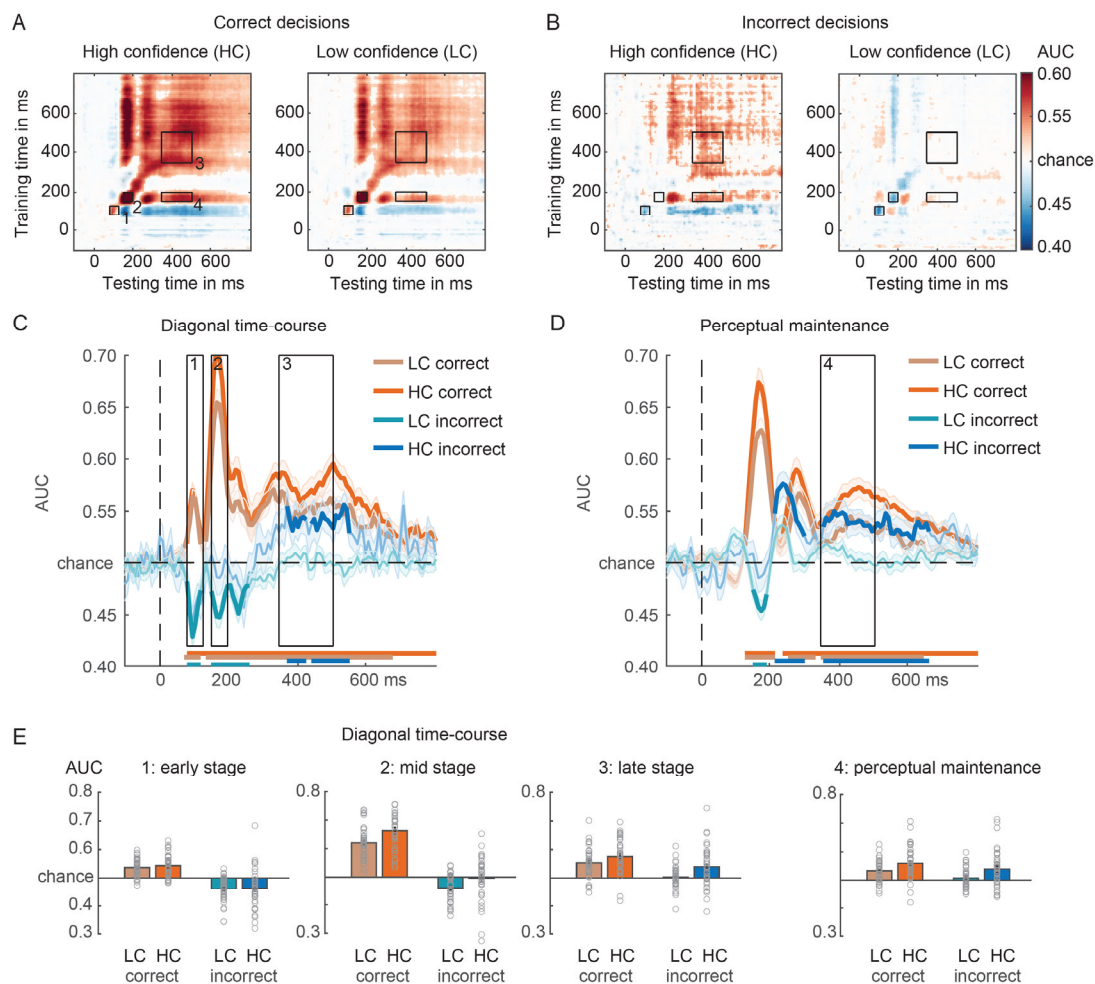 A
Correct decisions
High confidence (HC)
Low confidence (LC)
Training time in ms
600
400
200
0
1
2
3
4
0 200 400 600
0 200 400 600
Testing time in ms
Testing time in ms
B
Incorrect decisions
High confidence (HC)
Low confidence (LC)
AUC
Training time in ms
600
400
200
0
0 200 400 600
0 200 400 600
Testing time in ms
Testing time in ms
0.60
0.55
chance
0.45
0.40
C
Diagonal time-course
0.70
0.65
0.60
0.55
chance
0.45
0.40
AUC
1
2
3
LC correct
HC correct
LC incorrect
HC incorrect
0 200 400 600 ms
D
Perceptual maintenance
0.70
0.65
0.60
0.55
chance
0.45
0.40
AUC
4
LC correct
HC correct
LC incorrect
HC incorrect
0 200 400 600 ms
E
Diagonal time-course
AUC
1: early stage
2: mid stage
3: late stage
4: perceptual maintenance
0.8
0.7
0.6
chance
0.4
0.3
0.8
0.3
0.8
0.3
0.8
0.3
LC HC LC HC
correct incorrect
LC HC LC HC
correct incorrect
LC HC LC HC
correct incorrect
LC HC LC HC
correct incorrect